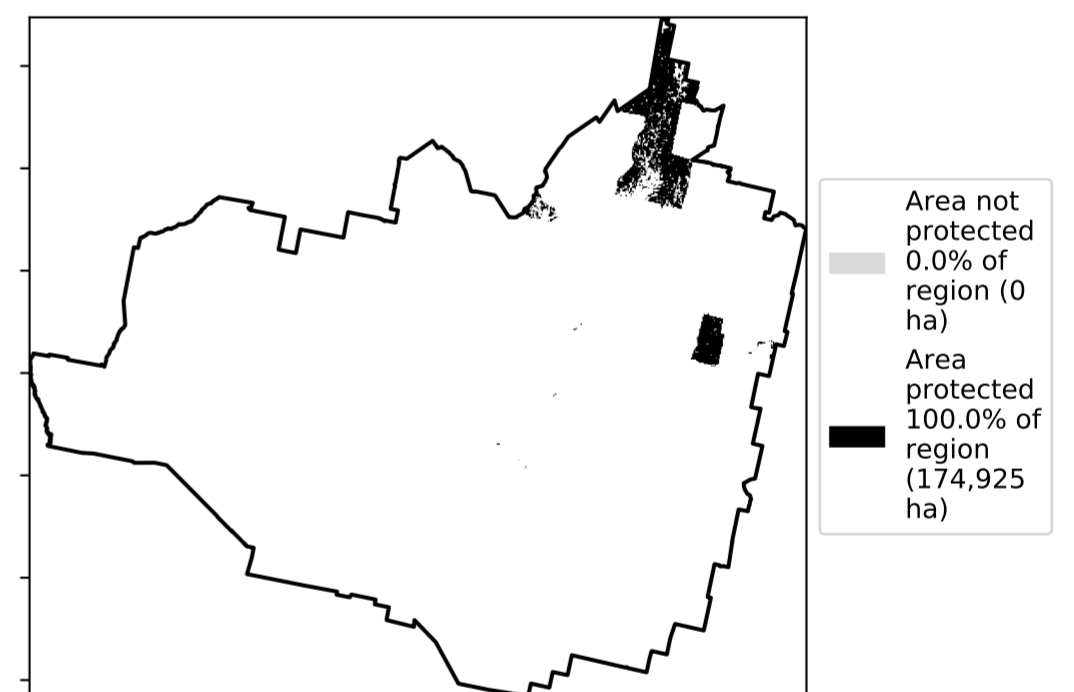 Area not
protected
0.0% of
region (0
ha)
Area
protected
100.0% of
region
(174,925
ha)